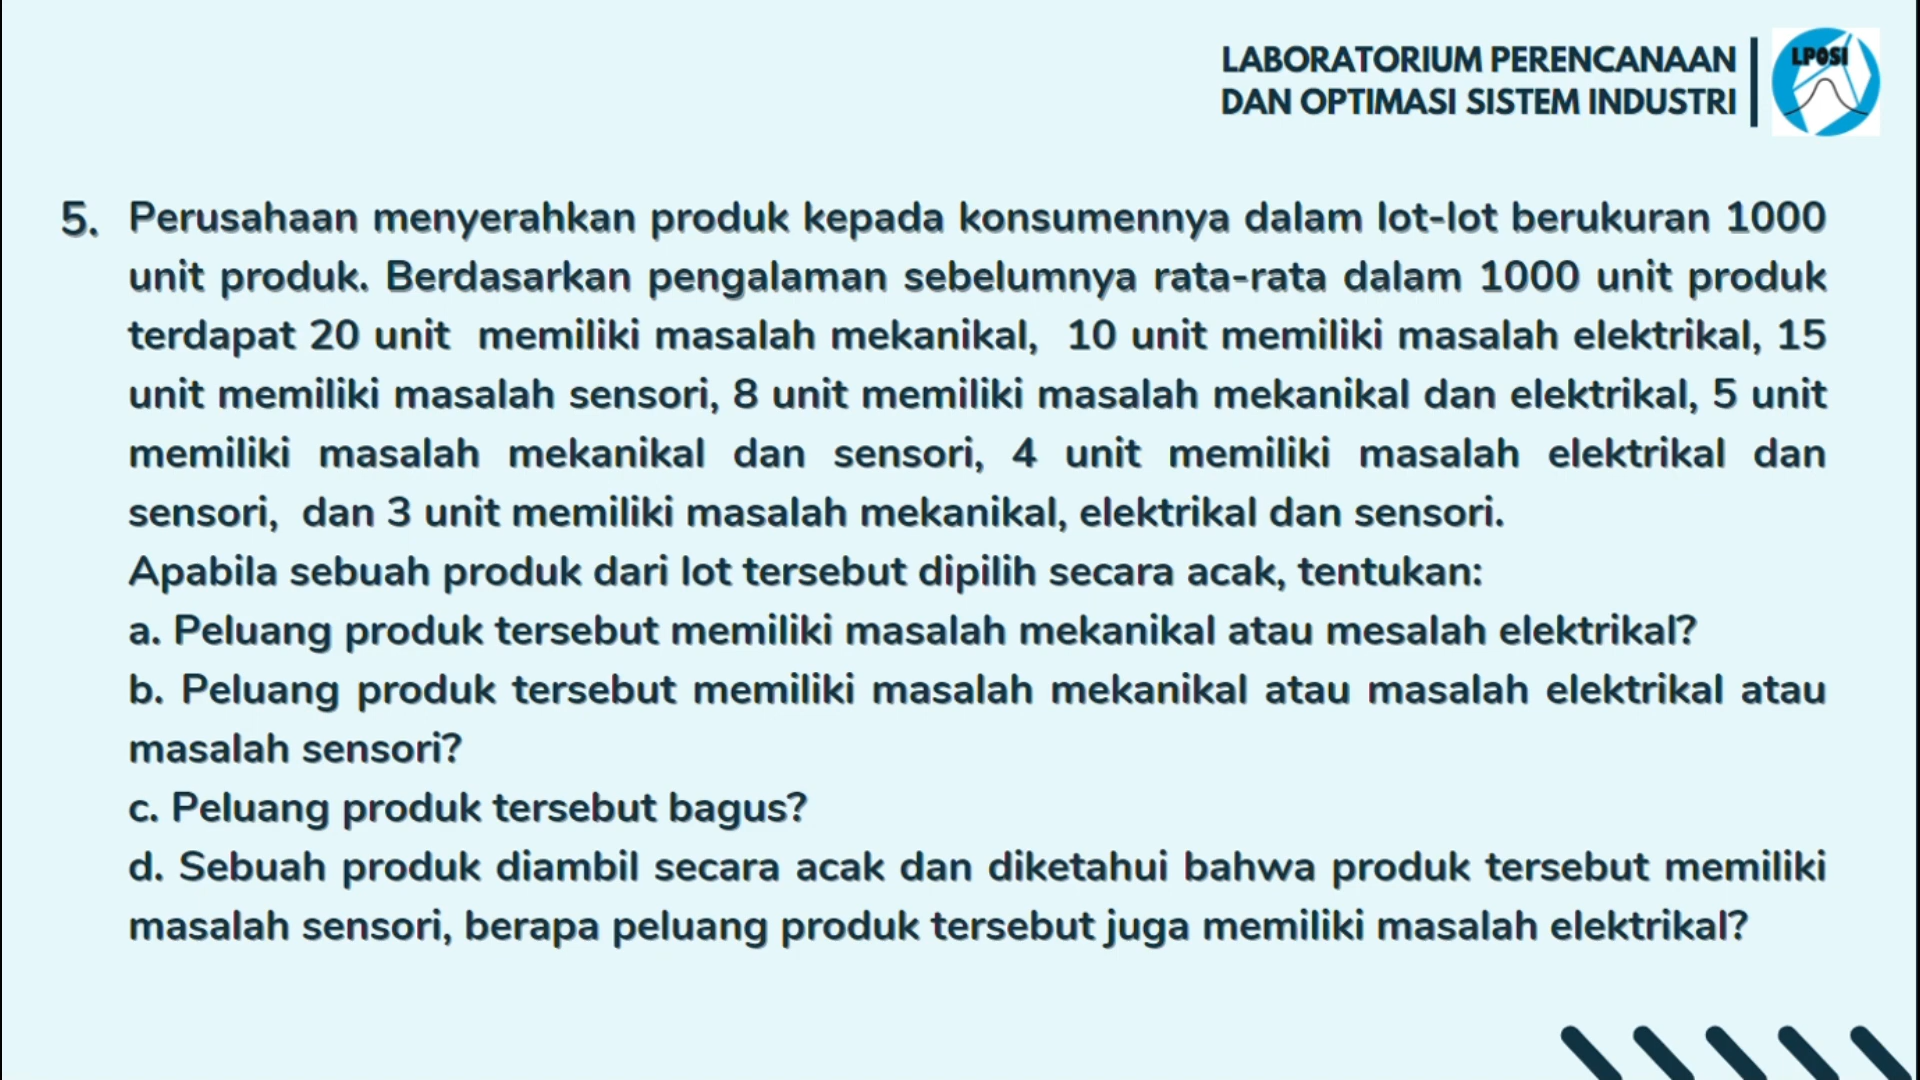 LABORATORIUM PERENCANAAN
DAN OPTIMASI SISTEM INDUSTRI
LPOSI
5. Perusahaan menyerahkan produk kepada konsumennya dalam lot-lot berukuran 1000
unit produk. Berdasarkan pengalaman sebelumnya rata-rata dalam 1000 unit produk
terdapat 20 unit memiliki masalah mekanikal, 10 unit memiliki masalah elektrikal, 15
unit memiliki masalah sensori, 8 unit memiliki masalah mekanikal dan elektrikal, 5 unit
memiliki masalah mekanikal dan sensori, 4 unit memiliki masalah elektrikal dan
sensori, dan 3 unit memiliki masalah mekanikal, elektrikal dan sensori.
Apabila sebuah produk dari lot tersebut dipilih secara acak, tentukan:
a. Peluang produk tersebut memiliki masalah mekanikal atau mesalah elektrikal?
b. Peluang produk tersebut memiliki masalah mekanikal atau masalah elektrikal atau
masalah sensori?
c. Peluang produk tersebut bagus?
d. Sebuah produk diambil secara acak dan diketahui bahwa produk tersebut memiliki
masalah sensori, berapa peluang produk tersebut juga memiliki masalah elektrikal?